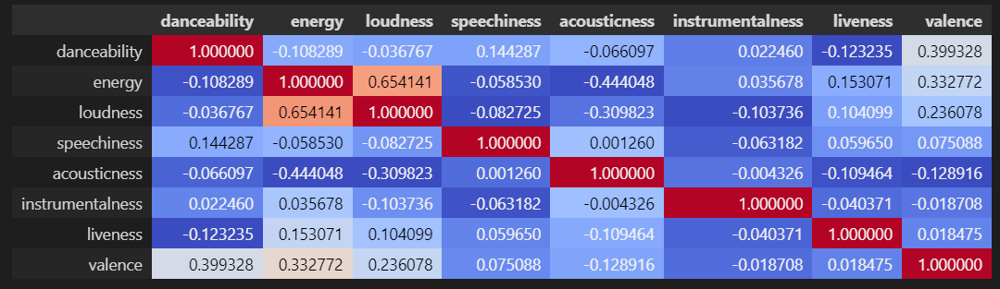 danceability energy loudness speechiness acousticness instrumentalness liveness valence
danceability 1.000000 -0.108289 -0.036767 0.144287 -0.066097 0.022460 -0.123235 0.399328
energy -0.108289 1.000000 0.654141 -0.058530 -0.444048 0.035678 0.153071 0.332772
loudness -0.036767 0.654141 1.000000 -0.082725 -0.309823 -0.103736 0.104099 0.236078
speechiness 0.144287 -0.058530 -0.082725 1.000000 0.001260 -0.063182 0.059650 0.075088
acousticness -0.066097 -0.444048 -0.309823 0.001260 1.000000 -0.004326 -0.109464 -0.128916
instrumentalness 0.022460 0.035678 -0.103736 -0.063182 -0.004326 1.000000 -0.040371 -0.018708
liveness -0.123235 0.153071 0.104099 0.059650 -0.109464 -0.040371 1.000000 0.018475
valence 0.399328 0.332772 0.236078 0.075088 -0.128916 -0.018708 0.018475 1.000000